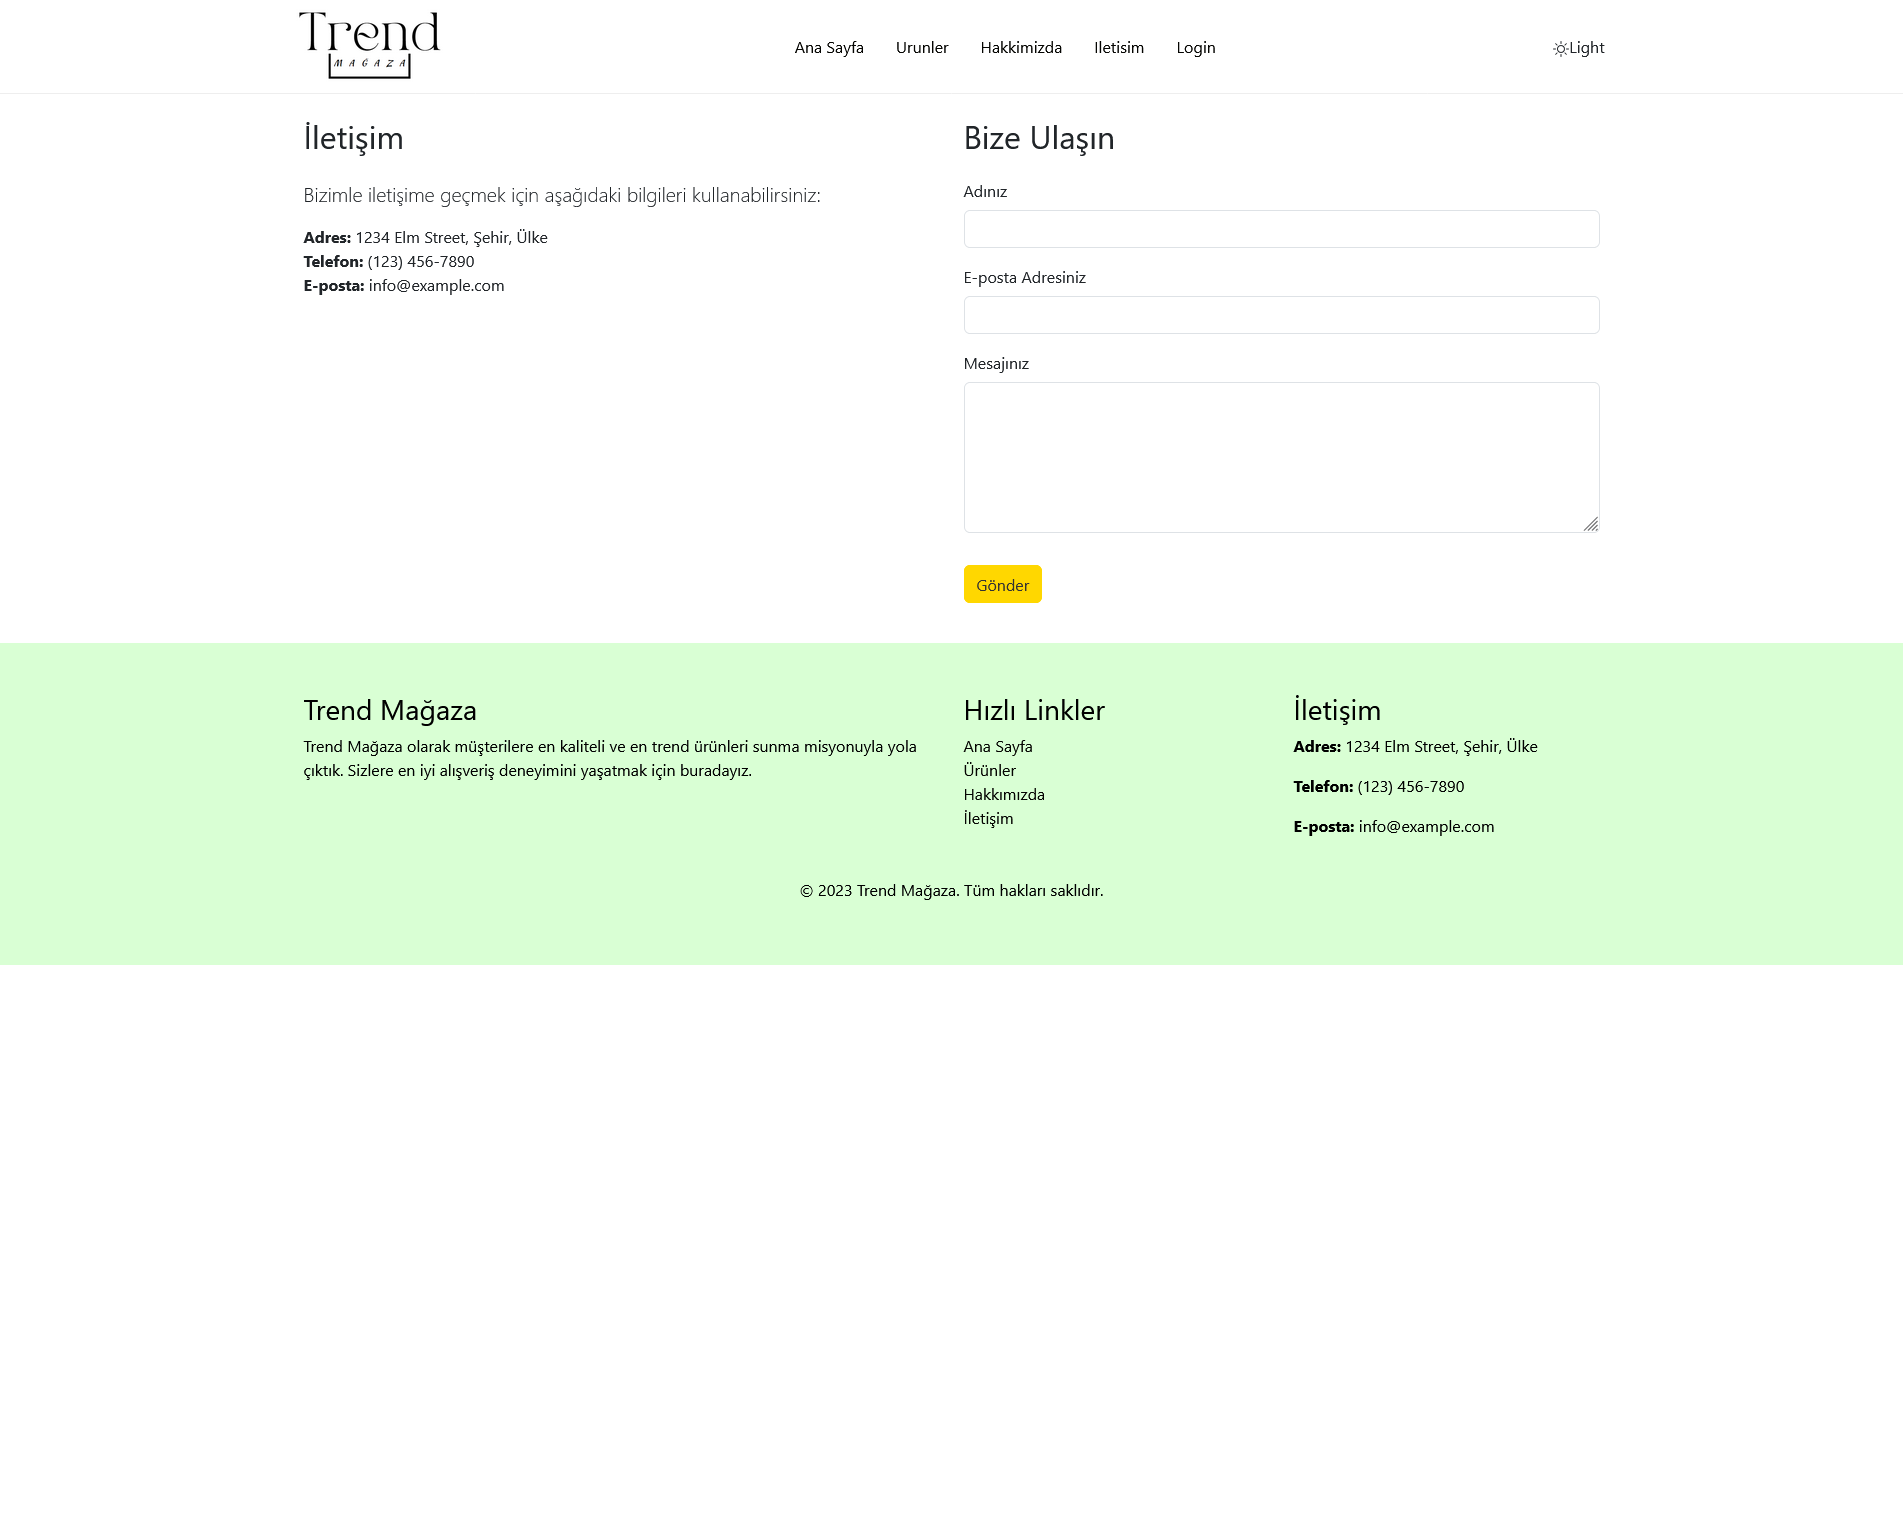 Trend
MAĞAZA
Ana Sayfa
Urunler
Hakkimizda
Iletisim
Login
Light
İletişim
Bizimle iletişime geçmek için aşağıdaki bilgileri kullanabilirsiniz:
Adres: 1234 Elm Street, Şehir, Ülke
Telefon: (123) 456-7890
E-posta: info@example.com
Bize Ulaşın
Adınız
E-posta Adresiniz
Mesajınız
Gönder
Trend Mağaza
Trend Mağaza olarak müşterilere en kaliteli ve en trend ürünleri sunma misyonuyla yola
çıktık. Sizlere en iyi alışveriş deneyimini yaşatmak için buradayız.
Hızlı Linkler
Ana Sayfa
Ürünler
Hakkımızda
İletişim
İletişim
Adres: 1234 Elm Street, Şehir, Ülke
Telefon: (123) 456-7890
E-posta: info@example.com
© 2023 Trend Mağaza. Tüm hakları saklıdır.